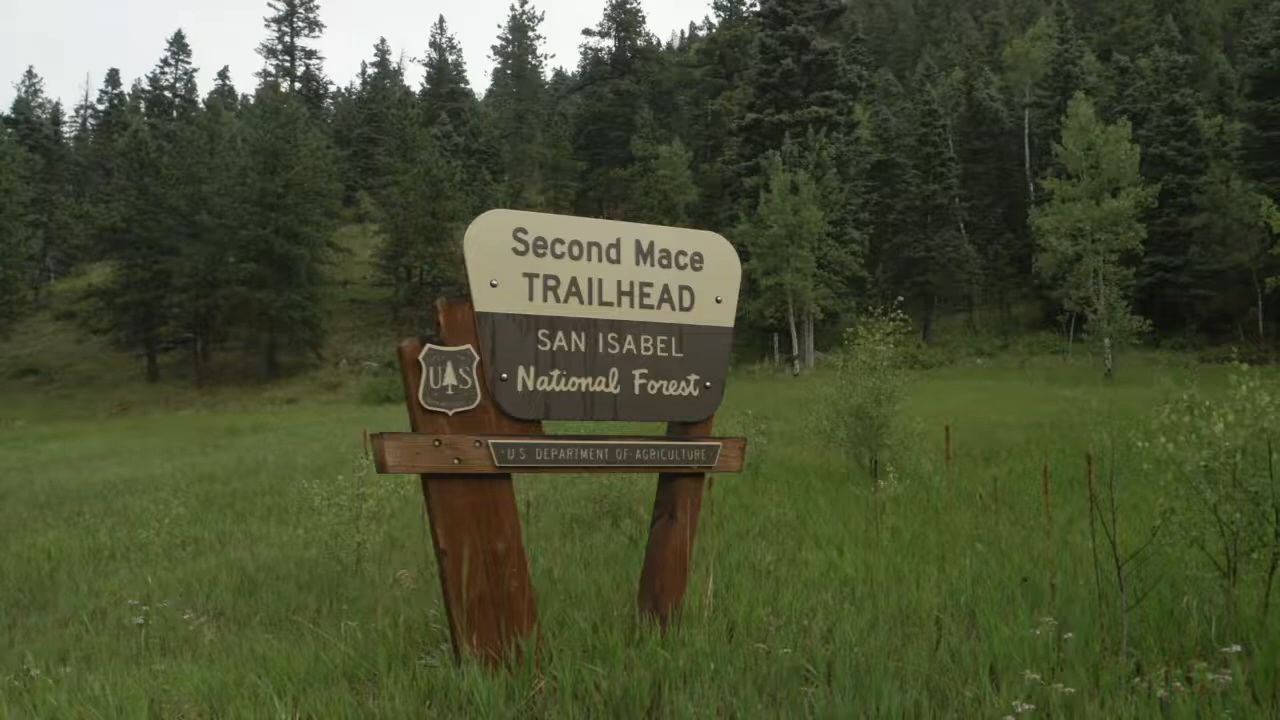 Second Mace
TRAILHEAD
SAN ISABEL
National Forest
US
U.S. DEPARTMENT OF AGRICULTURE